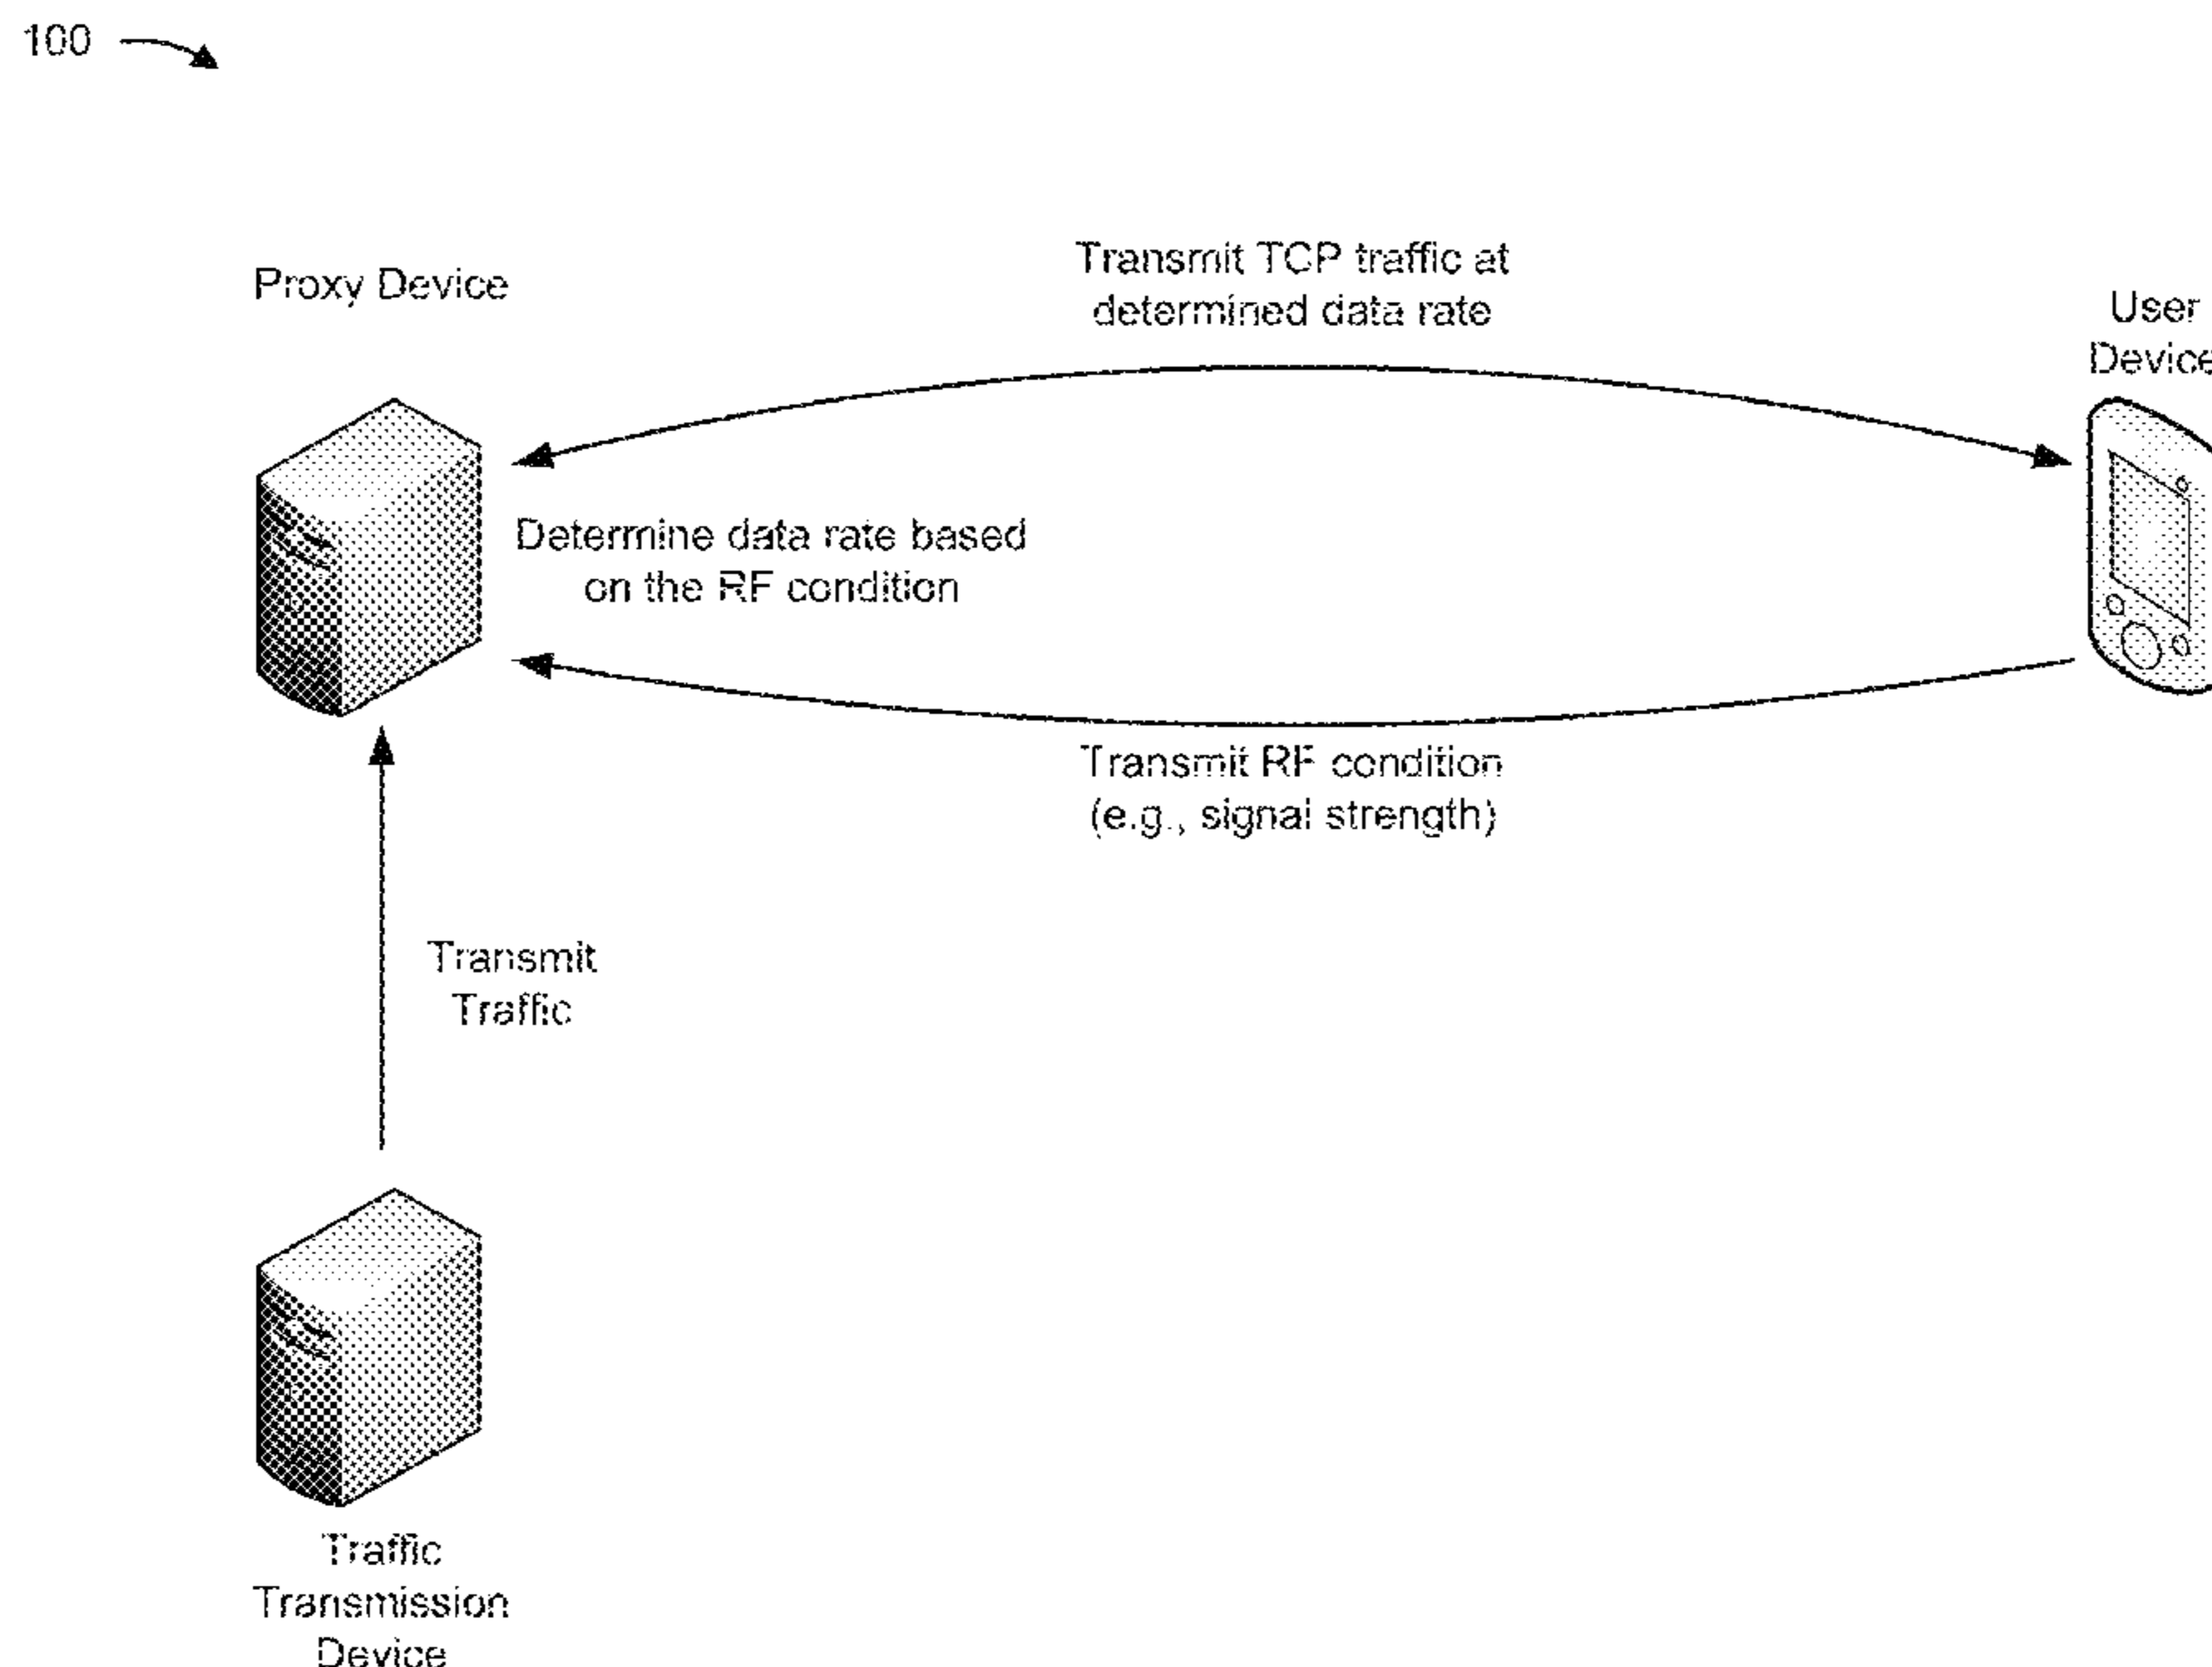 100
Proxy Device
Transmit TCP traffic at
determined data rate
User
Device
Determine data rate based
on the RF condition
Transmit RF condition
(e.g., signal strength)
Transmit
Traffic
Traffic
Transmission
Device